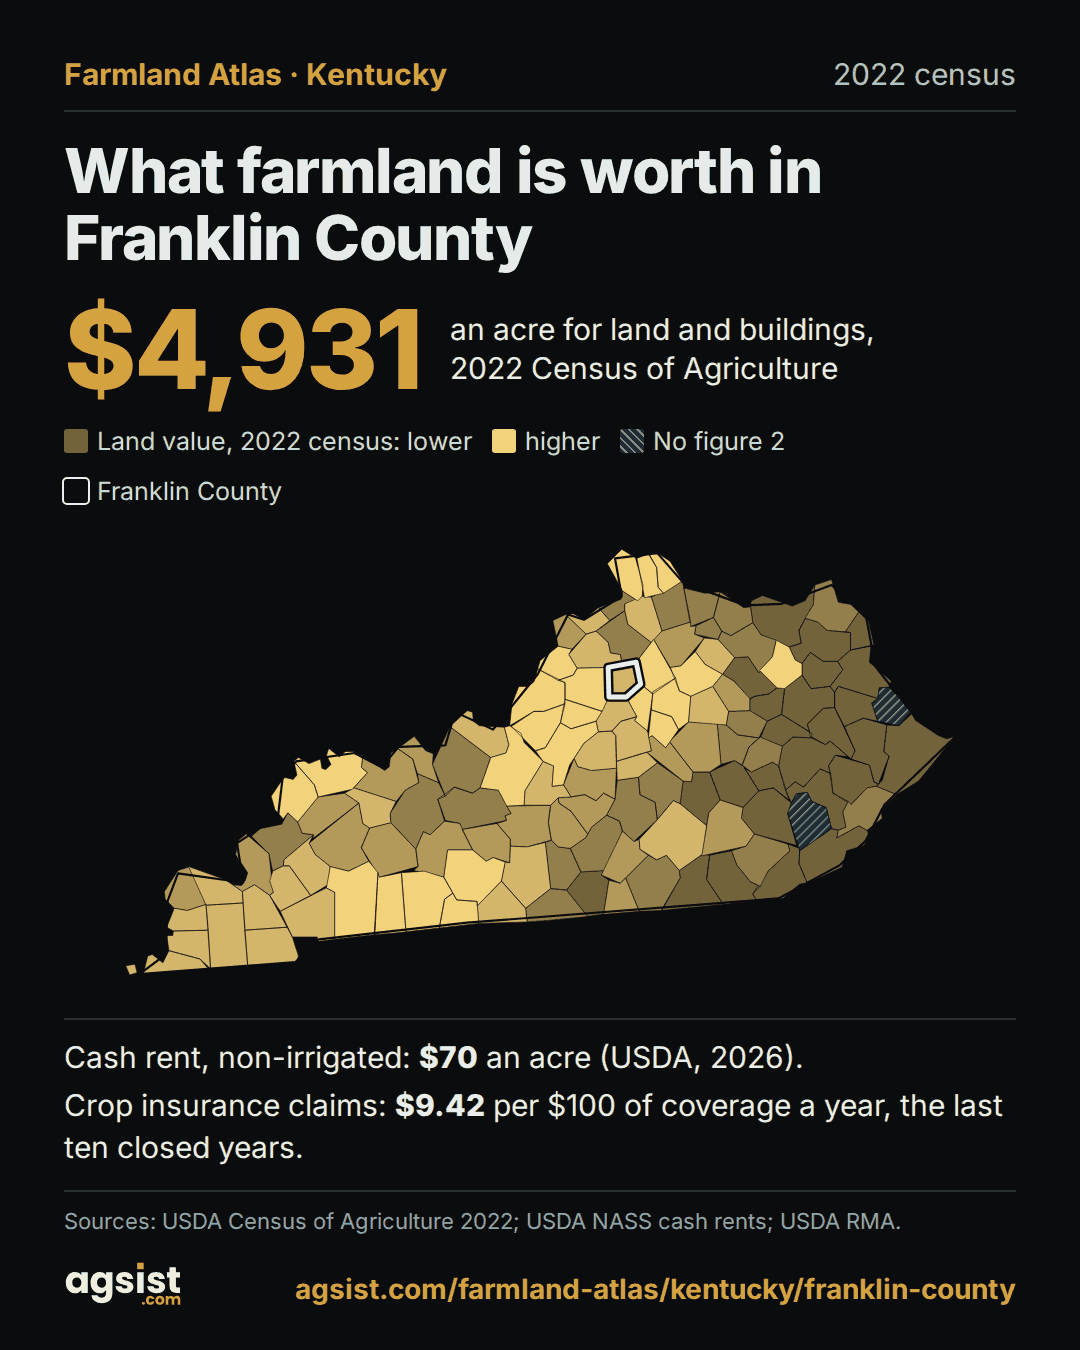 Farmland Atlas · Kentucky
2022 census
What farmland is worth in
Franklin County
$4,931
an acre for land and buildings,
2022 Census of Agriculture
Land value, 2022 census: lower
higher
No figure 2
Franklin County
Cash rent, non-irrigated: $70 an acre (USDA, 2026).
Crop insurance claims: $9.42 per $100 of coverage a year, the last
ten closed years.
Sources: USDA Census of Agriculture 2022; USDA NASS cash rents; USDA RMA.
agsist
.com
agsist.com/farmland-atlas/kentucky/franklin-county